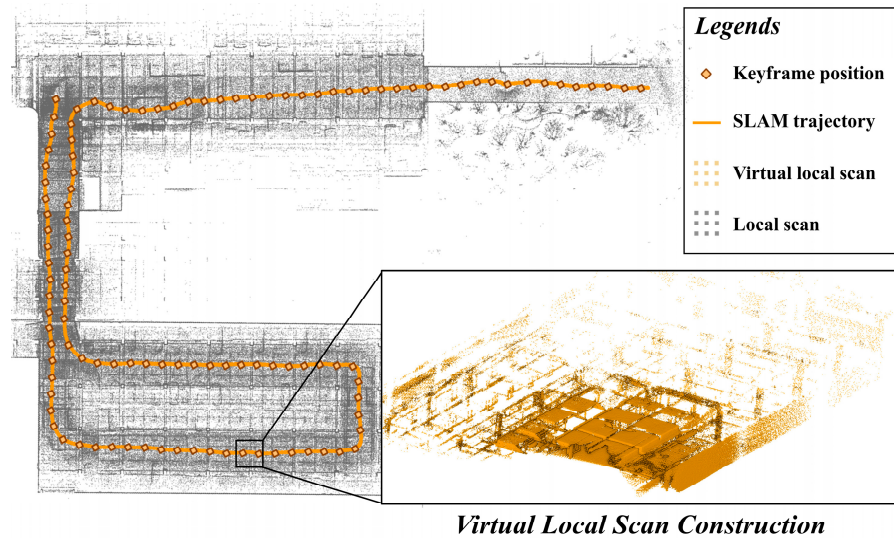 Legends
Keyframe position
SLAM trajectory
Virtual local scan
Local scan
Virtual Local Scan Construction